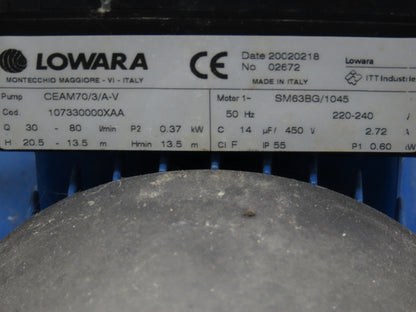 LOWARA
MONTECCHIO MAGGIORE - VI - ITALY
CE
Date 20020218
No 02672
MADE IN ITALY
Lowara
ITT Industries
Pump CEAM70/3/A-V
Cod. 107330000XAA
Q 30 - 80 l/min P2 0.37 kW
H 20.5 - 13.5 m Hmin 13.5 m
Motor 1~ SM63BG/1045
50 Hz 220-240
C 14 µF/ 450 V 2.72
Cl F IP 55 P1 0.60 kW